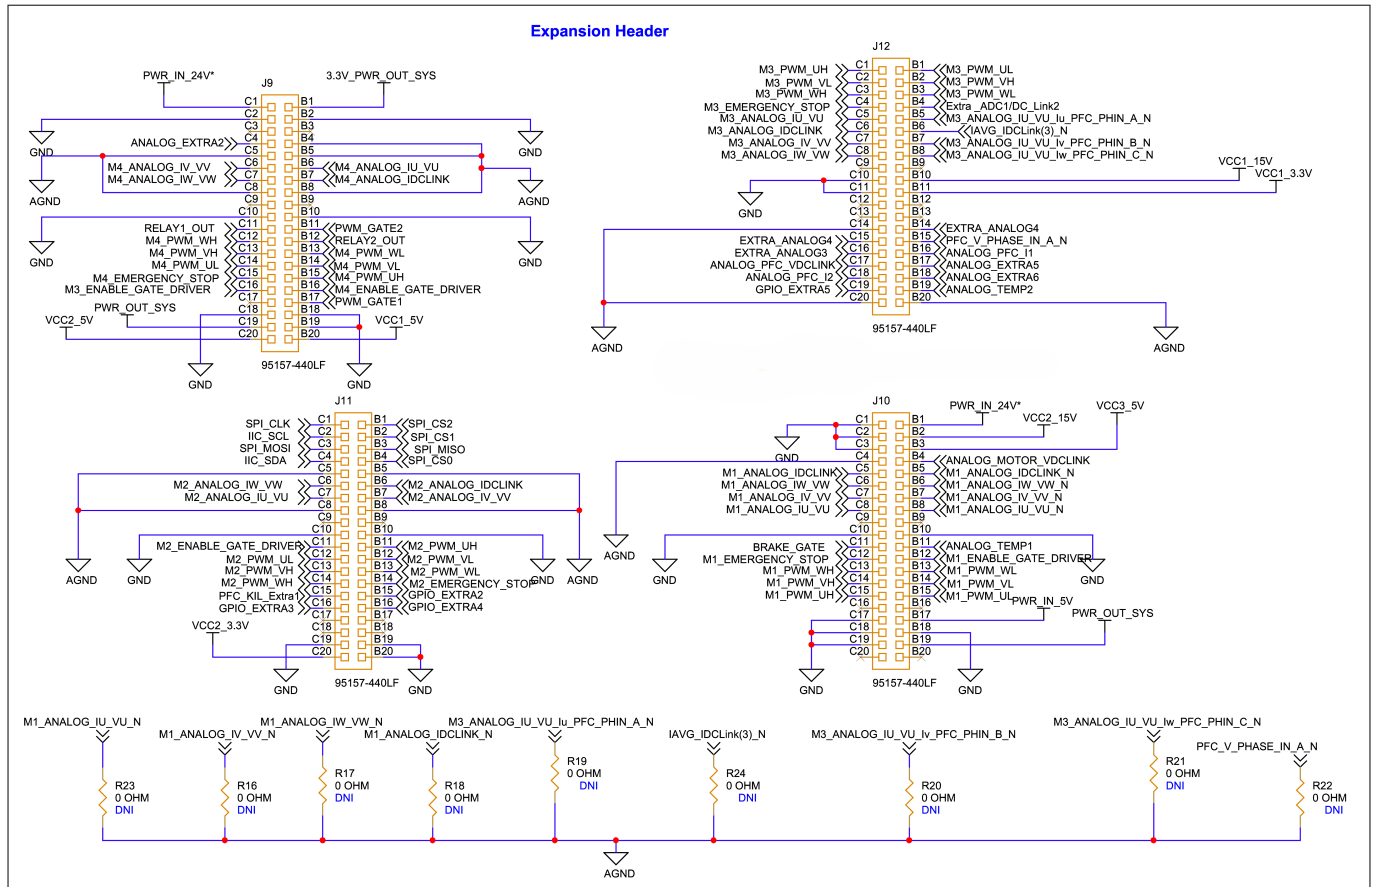 Expansion Header
J9
PWR_IN_24V*
3.3V_PWR_OUT_SYS
C1 B1
C2 B2
C3 B3
GND
GND
ANALOG_EXTRA2 C4 B4
C5 B5
M4_ANALOG_IV_VV C6 B6 M4_ANALOG_IU_VU
M4_ANALOG_IW_VW C7 B7 M4_ANALOG_IDCLINK
C8 B8
AGND
AGND
C9 B9
C10 B10
RELAY1_OUT C11 B11 PWM_GATE2
M4_PWM_WH C12 B12 RELAY2_OUT
M4_PWM_VH C13 B13 M4_PWM_WL
M4_PWM_UL C14 B14 M4_PWM_VL
M4_EMERGENCY_STOP C15 B15 M4_PWM_UH
M3_ENABLE_GATE_DRIVER C16 B16 M4_ENABLE_GATE_DRIVER
C17 B17 PWM_GATE1
GND
GND
PWR_OUT_SYS
C18 B18
C19 B19
VCC2_5V C20 B20 VCC1_5V
95157-440LF
GND
GND
J12
M3_PWM_UH C1 B1 M3_PWM_UL
M3_PWM_VL C2 B2 M3_PWM_VH
M3_PWM_WH C3 B3 M3_PWM_WL
M3_EMERGENCY_STOP C4 B4 Extra _ADC1/DC_Link2
M3_ANALOG_IU_VU C5 B5 M3_ANALOG_IU_VU_Iu_PFC_PHIN_A_N
M3_ANALOG_IDCLINK C6 B6 IAVG_IDCLink(3)_N
M3_ANALOG_IV_VV C7 B7 M3_ANALOG_IU_VU_Iv_PFC_PHIN_B_N
M3_ANALOG_IW_VW C8 B8 M3_ANALOG_IU_VU_Iw_PFC_PHIN_C_N
C9 B9
C10 B10 VCC1_15V
C11 B11 VCC1_3.3V
GND
C12 B12
C13 B13
C14 B14 EXTRA_ANALOG4
EXTRA_ANALOG4 C15 B15 PFC_V_PHASE_IN_A_N
EXTRA_ANALOG3 C16 B16 ANALOG_PFC_I1
ANALOG_PFC_VDCLINK C17 B17 ANALOG_EXTRA5
ANALOG_PFC_I2 C18 B18 ANALOG_EXTRA6
GPIO_EXTRA5 C19 B19 ANALOG_TEMP2
C20 B20
95157-440LF
AGND
AGND
J11
SPI_CLK C1 B1 SPI_CS2
IIC_SCL C2 B2 SPI_CS1
SPI_MOSI C3 B3 SPI_MISO
IIC_SDA C4 B4 SPI_CS0
C5 B5
M2_ANALOG_IW_VW C6 B6 M2_ANALOG_IDCLINK
M2_ANALOG_IU_VU C7 B7 M2_ANALOG_IV_VV
C8 B8
C9 B9
C10 B10
M2_ENABLE_GATE_DRIVER C11 B11 M2_PWM_UH
M2_PWM_UL C12 B12 M2_PWM_VL
M2_PWM_VH C13 B13 M2_PWM_WL
M2_PWM_WH C14 B14 M2_EMERGENCY_STOP
PFC_KIL_Extra1 C15 B15 GPIO_EXTRA2
GPIO_EXTRA3 C16 B16 GPIO_EXTRA4
AGND
GND
GND
AGND
C17 B17
C18 B18
C19 B19
VCC2_3.3V C20 B20
95157-440LF
GND
GND
J10
PWR_IN_24V*
VCC2_15V
VCC3_5V
C1 B1
C2 B2
C3 B3
GND
C4 B4 ANALOG_MOTOR_VDCLINK
M1_ANALOG_IDCLINK C5 B5 M1_ANALOG_IDCLINK_N
M1_ANALOG_IW_VW C6 B6 M1_ANALOG_IW_VW_N
M1_ANALOG_IV_VV C7 B7 M1_ANALOG_IV_VV_N
M1_ANALOG_IU_VU C8 B8 M1_ANALOG_IU_VU_N
C9 B9
C10 B10
AGND
BRAKE_GATE C11 B11 ANALOG_TEMP1
M1_EMERGENCY_STOP C12 B12 M1_ENABLE_GATE_DRIVER
M1_PWM_WH C13 B13 M1_PWM_WL
M1_PWM_VH C14 B14 M1_PWM_VL
M1_PWM_UH C15 B15 M1_PWM_UL
GND
GND
C16 B16 PWR_IN_5V
C17 B17 PWR_OUT_SYS
C18 B18
C19 B19
C20 B20
95157-440LF
GND
GND
M1_ANALOG_IU_VU_N
R23
0 OHM
DNI
M1_ANALOG_IV_VV_N
R16
0 OHM
DNI
M1_ANALOG_IW_VW_N
R17
0 OHM
DNI
M1_ANALOG_IDCLINK_N
R18
0 OHM
DNI
M3_ANALOG_IU_VU_Iu_PFC_PHIN_A_N
R19
0 OHM
DNI
IAVG_IDCLink(3)_N
R24
0 OHM
DNI
M3_ANALOG_IU_VU_Iv_PFC_PHIN_B_N
R20
0 OHM
DNI
M3_ANALOG_IU_VU_Iw_PFC_PHIN_C_N
R21
0 OHM
DNI
PFC_V_PHASE_IN_A_N
R22
0 OHM
DNI
AGND